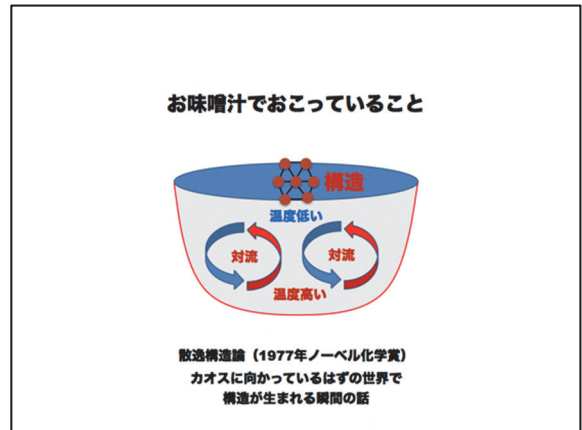 お味噌汁でおこっていること
構造
温度低い
対流
対流
温度高い
散逸構造論（1977年ノーベル化学賞）
カオスに向かっているはずの世界で
構造が生まれる瞬間の話